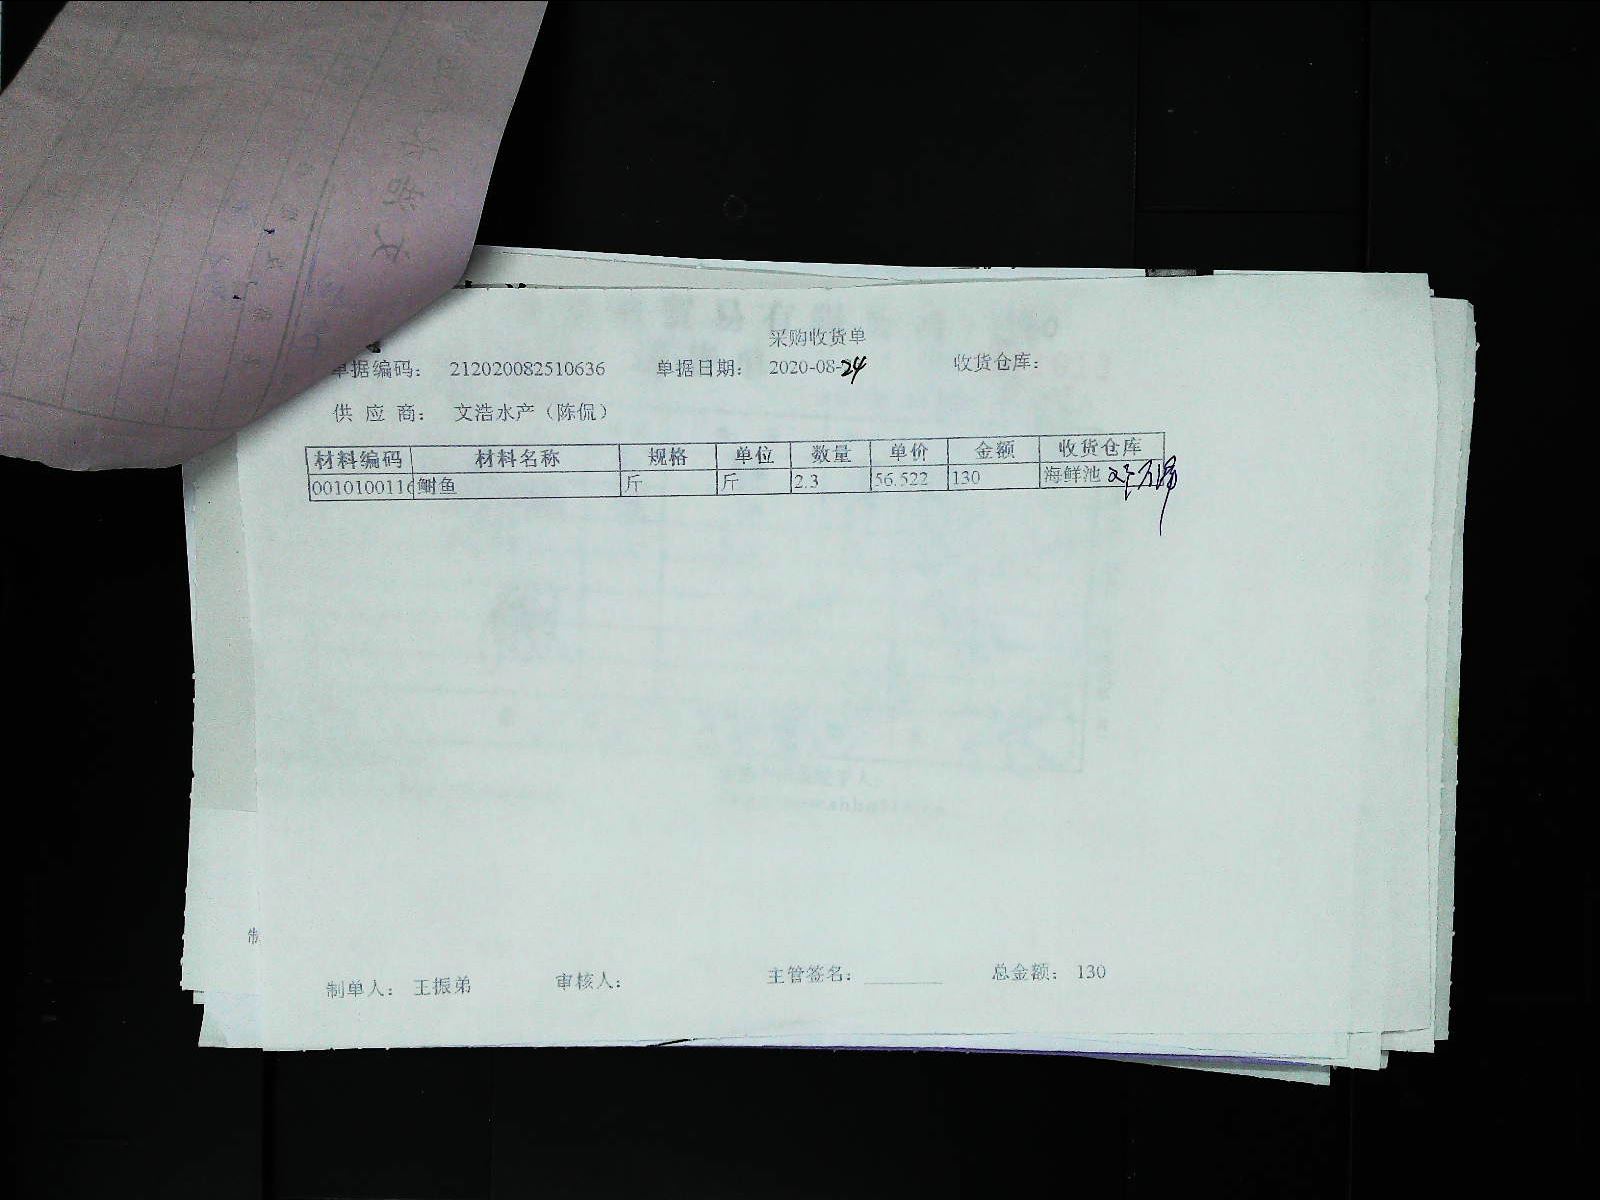 采购收货单
单据编码： 212020082510636 单据日期： 2020-08-24 收货仓库：
供 应 商： 文浩水产（陈侃）
材料编码 材料名称 规格 单位 数量 单价 金额 收货仓库
0010100116 鲥鱼 斤 斤 2.3 56.522 130 海鲜池
制
制单人： 王振弟 审核人： 主管签名： ________ 总金额： 130